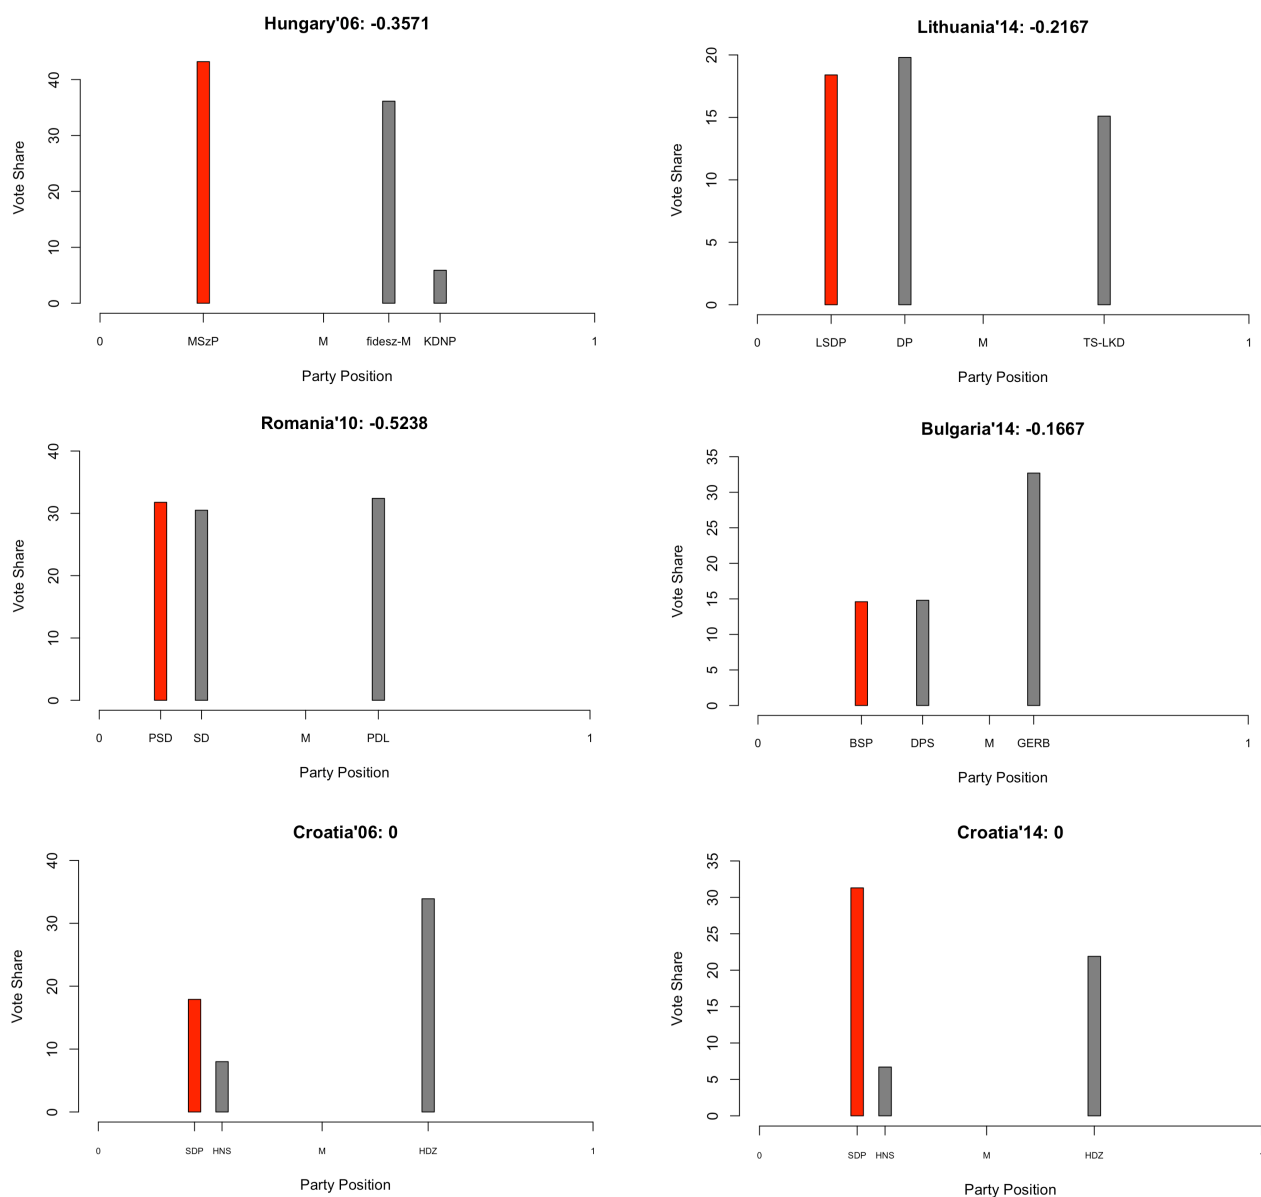 Hungary'06: -0.3571
Vote Share
40
30
20
10
0
0 MSzP M fidesz-M KDNP 1
Party Position
Lithuania'14: -0.2167
Vote Share
20
15
10
5
0
0 LSDP DP M TS-LKD 1
Party Position
Romania'10: -0.5238
Vote Share
40
30
20
10
0
0 PSD SD M PDL 1
Party Position
Bulgaria'14: -0.1667
Vote Share
35
30
25
20
15
10
5
0
0 BSP DPS M GERB 1
Party Position
Croatia'06: 0
Vote Share
40
30
20
10
0
0 SDP HNS M HDZ 1
Party Position
Croatia'14: 0
Vote Share
35
30
25
20
15
10
5
0
0 SDP HNS M HDZ
Party Position